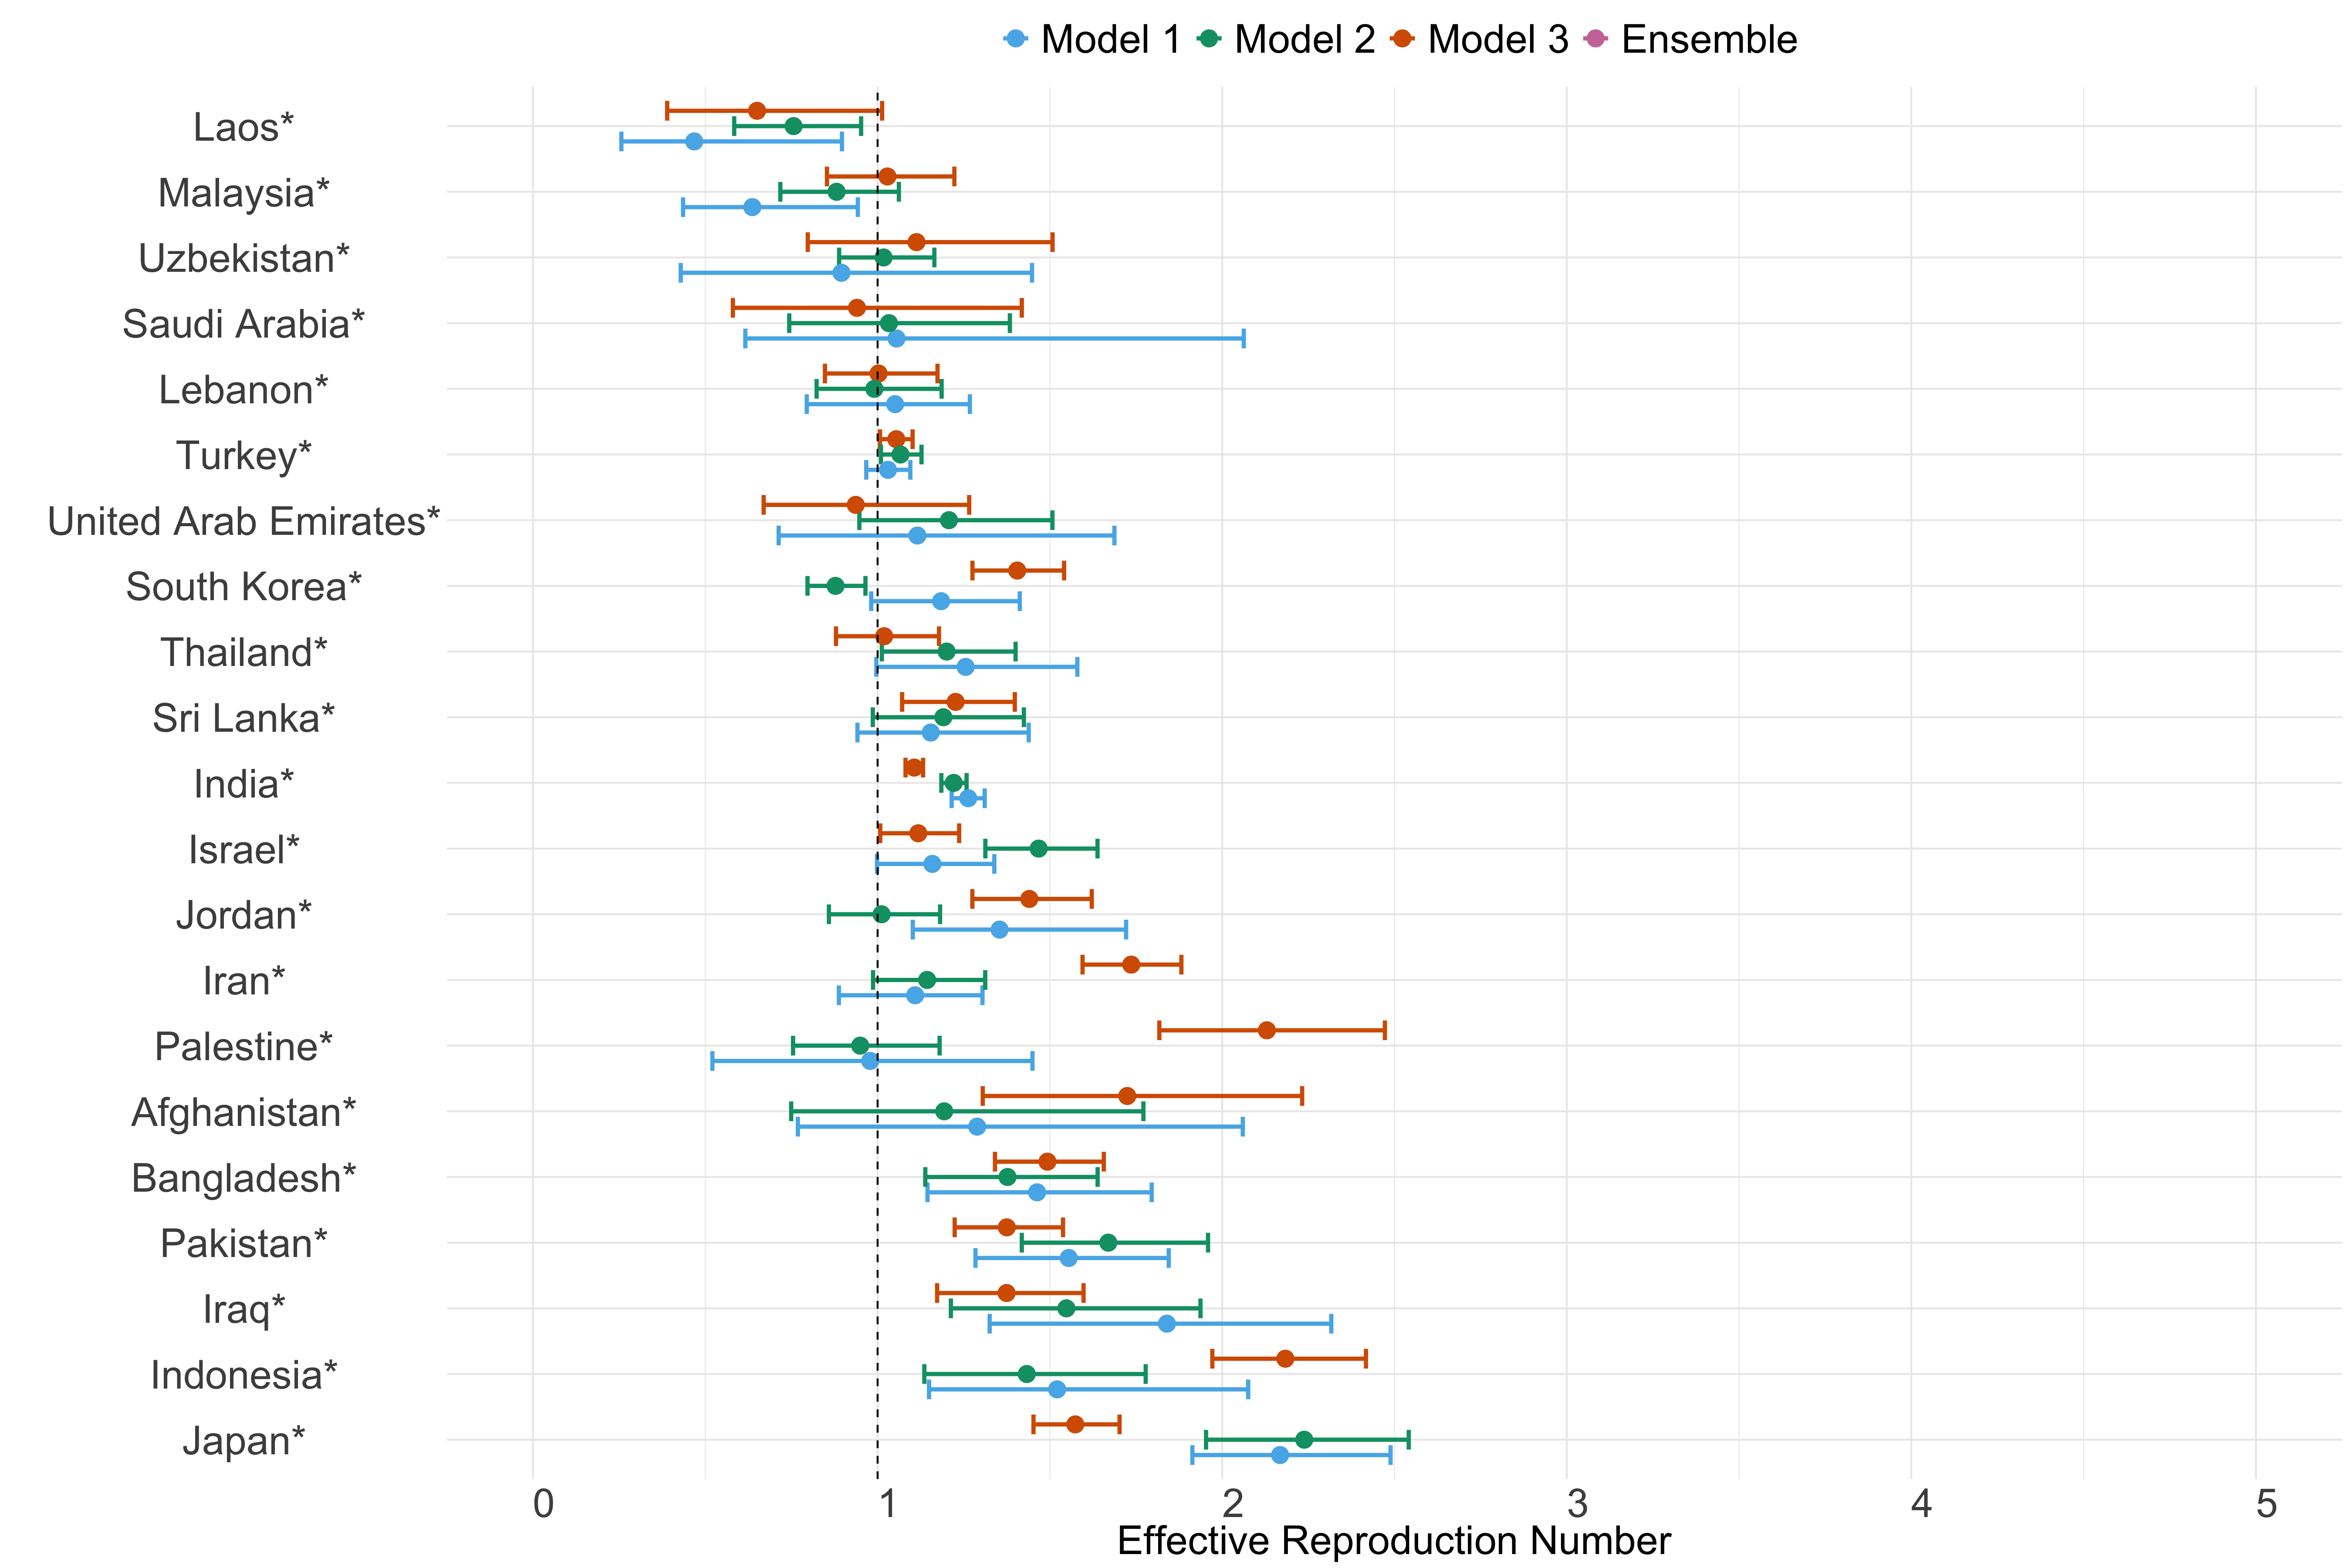 Model 1 Model 2 Model 3 Ensemble
Laos*
Malaysia*
Uzbekistan*
Saudi Arabia*
Lebanon*
Turkey*
United Arab Emirates*
South Korea*
Thailand*
Sri Lanka*
India*
Israel*
Jordan*
Iran*
Palestine*
Afghanistan*
Bangladesh*
Pakistan*
Iraq*
Indonesia*
Japan*
0 1 2 3 4 5
Effective Reproduction Number